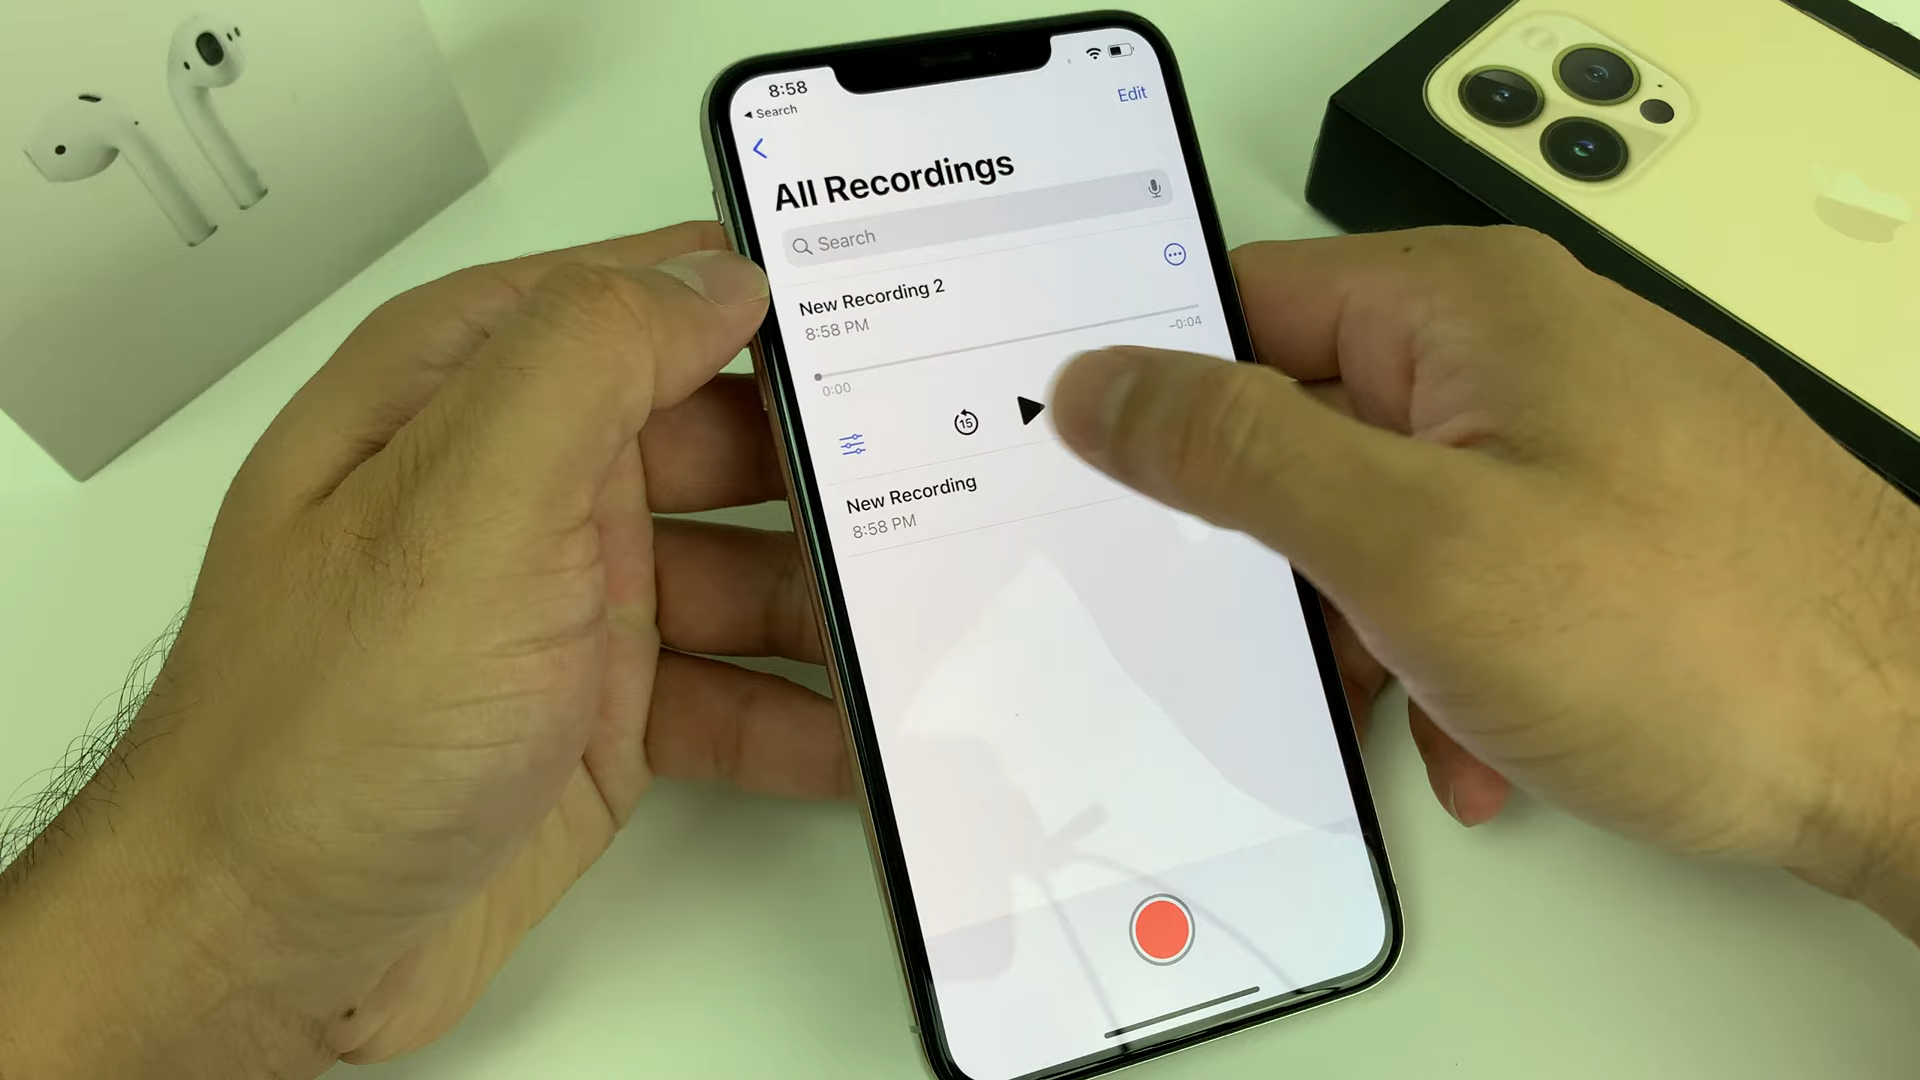 8:58
Search
Edit
All Recordings
Search
New Recording 2
8:58 PM
0:00
-0:04
15
New Recording
8:58 PM